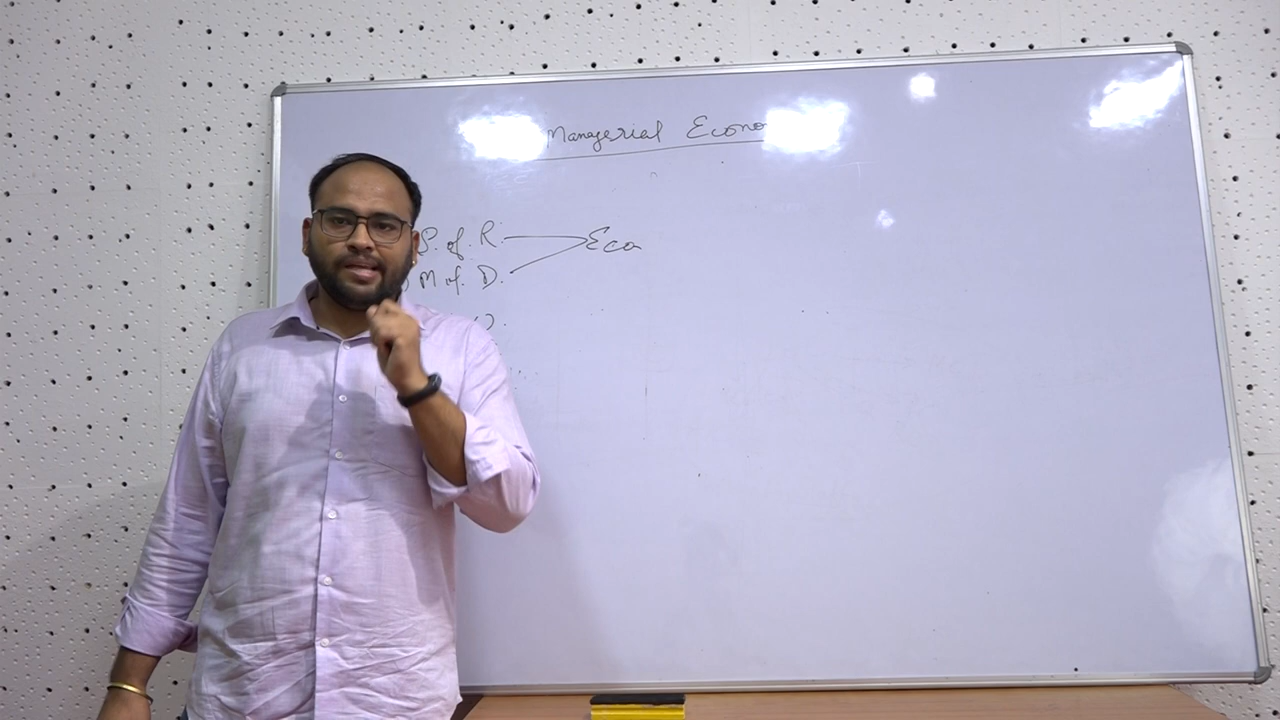 Managerial Econo
S. of R. Eco
M. of. D.